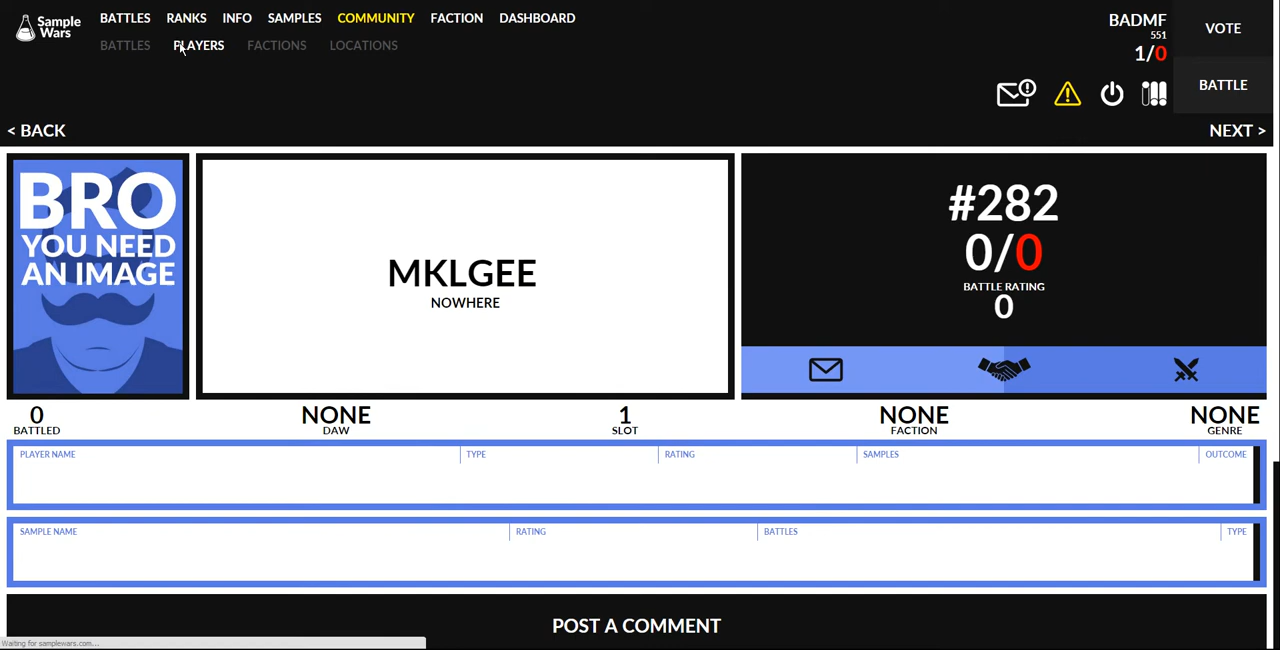 Sample Wars
BATTLES RANKS INFO SAMPLES COMMUNITY FACTION DASHBOARD
BATTLES PLAYERS FACTIONS LOCATIONS
BADMF
551
1/0
VOTE
BATTLE
< BACK
NEXT >
BRO
YOU NEED
AN IMAGE
MKLGEE
NOWHERE
#282
0/0
BATTLE RATING
0
0 NONE 1 NONE NONE
BATTLED DAW SLOT FACTION GENRE
PLAYER NAME TYPE RATING SAMPLES OUTCOME
SAMPLE NAME RATING BATTLES TYPE
POST A COMMENT
Waiting for samplewars.com...